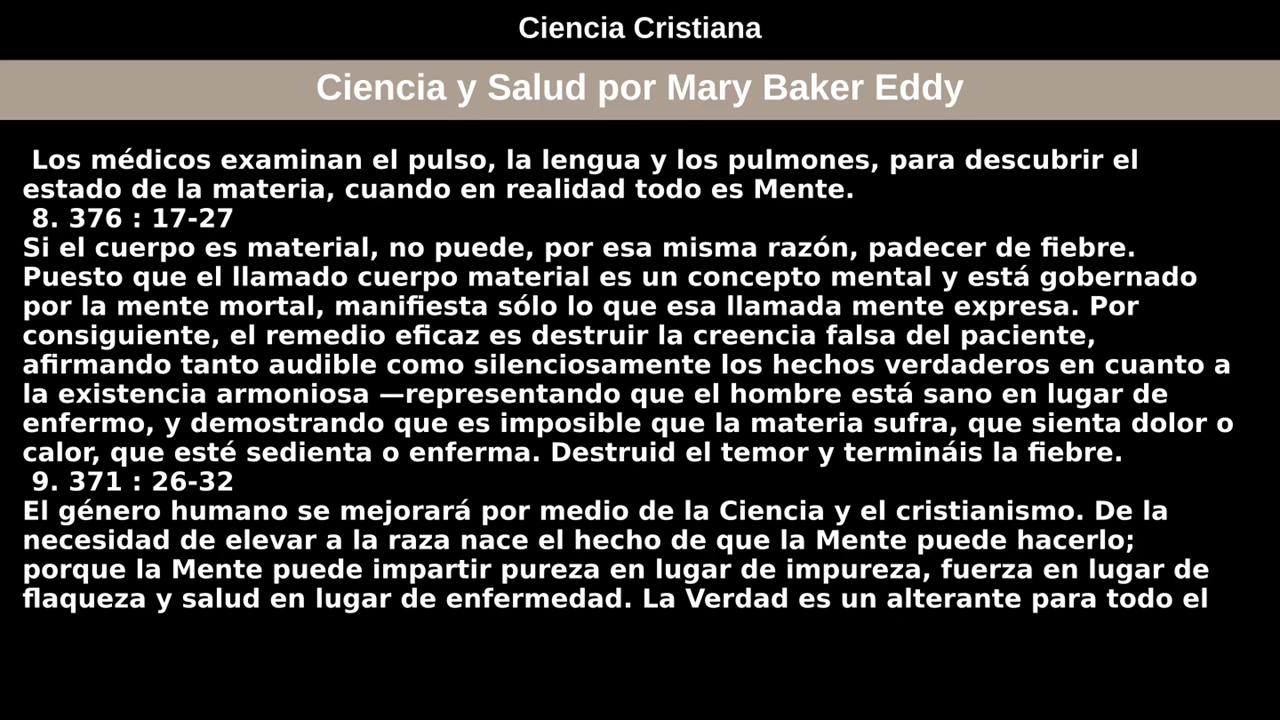 Ciencia Cristiana
Ciencia y Salud por Mary Baker Eddy
Los médicos examinan el pulso, la lengua y los pulmones, para descubrir el
estado de la materia, cuando en realidad todo es Mente.
8. 376 : 17-27
Si el cuerpo es material, no puede, por esa misma razón, padecer de fiebre.
Puesto que el llamado cuerpo material es un concepto mental y está gobernado
por la mente mortal, manifiesta sólo lo que esa llamada mente expresa. Por
consiguiente, el remedio eficaz es destruir la creencia falsa del paciente,
afirmando tanto audible como silenciosamente los hechos verdaderos en cuanto a
la existencia armoniosa —representando que el hombre está sano en lugar de
enfermo, y demostrando que es imposible que la materia sufra, que sienta dolor o
calor, que esté sedienta o enferma. Destruid el temor y termináis la fiebre.
9. 371 : 26-32
El género humano se mejorará por medio de la Ciencia y el cristianismo. De la
necesidad de elevar a la raza nace el hecho de que la Mente puede hacerlo;
porque la Mente puede impartir pureza en lugar de impureza, fuerza en lugar de
flaqueza y salud en lugar de enfermedad. La Verdad es un alterante para todo el